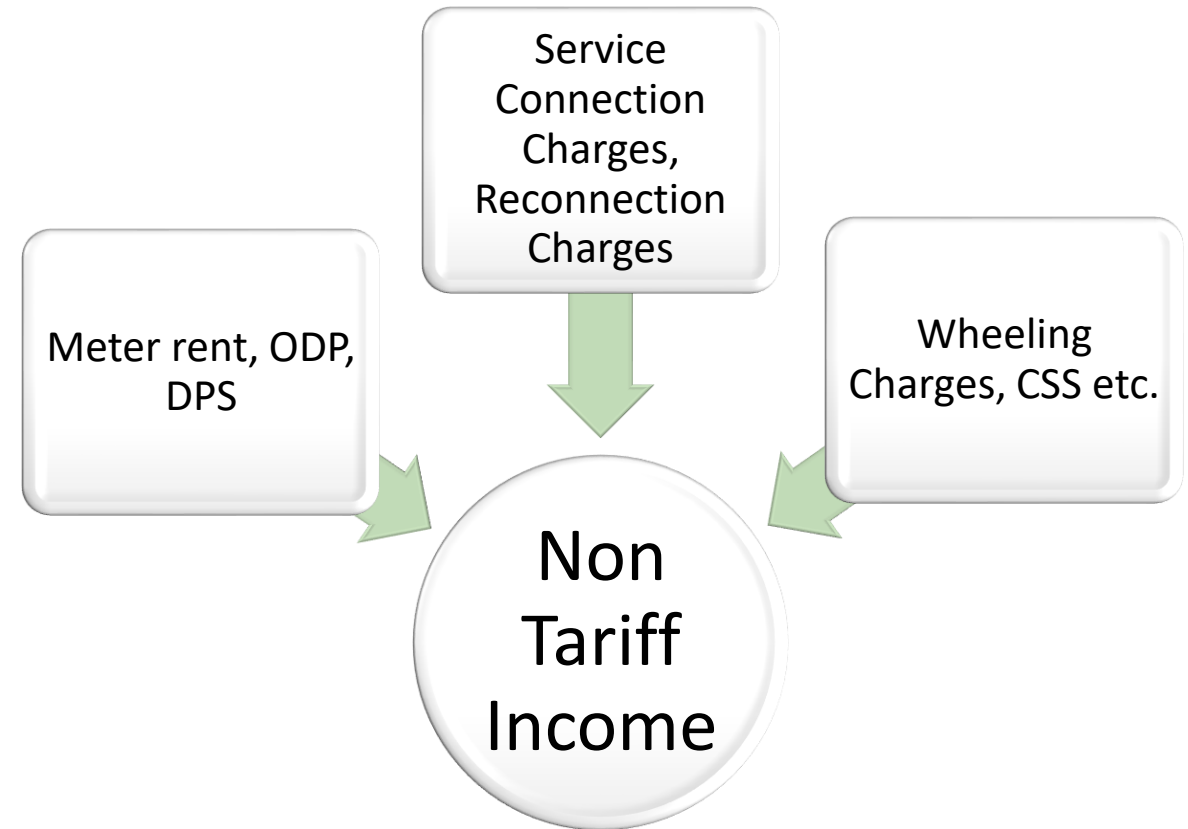 Service
Connection
Charges,
Reconnection
Charges
Meter rent, ODP,
DPS
Wheeling
Charges, CSS etc.
Non
Tariff
Income